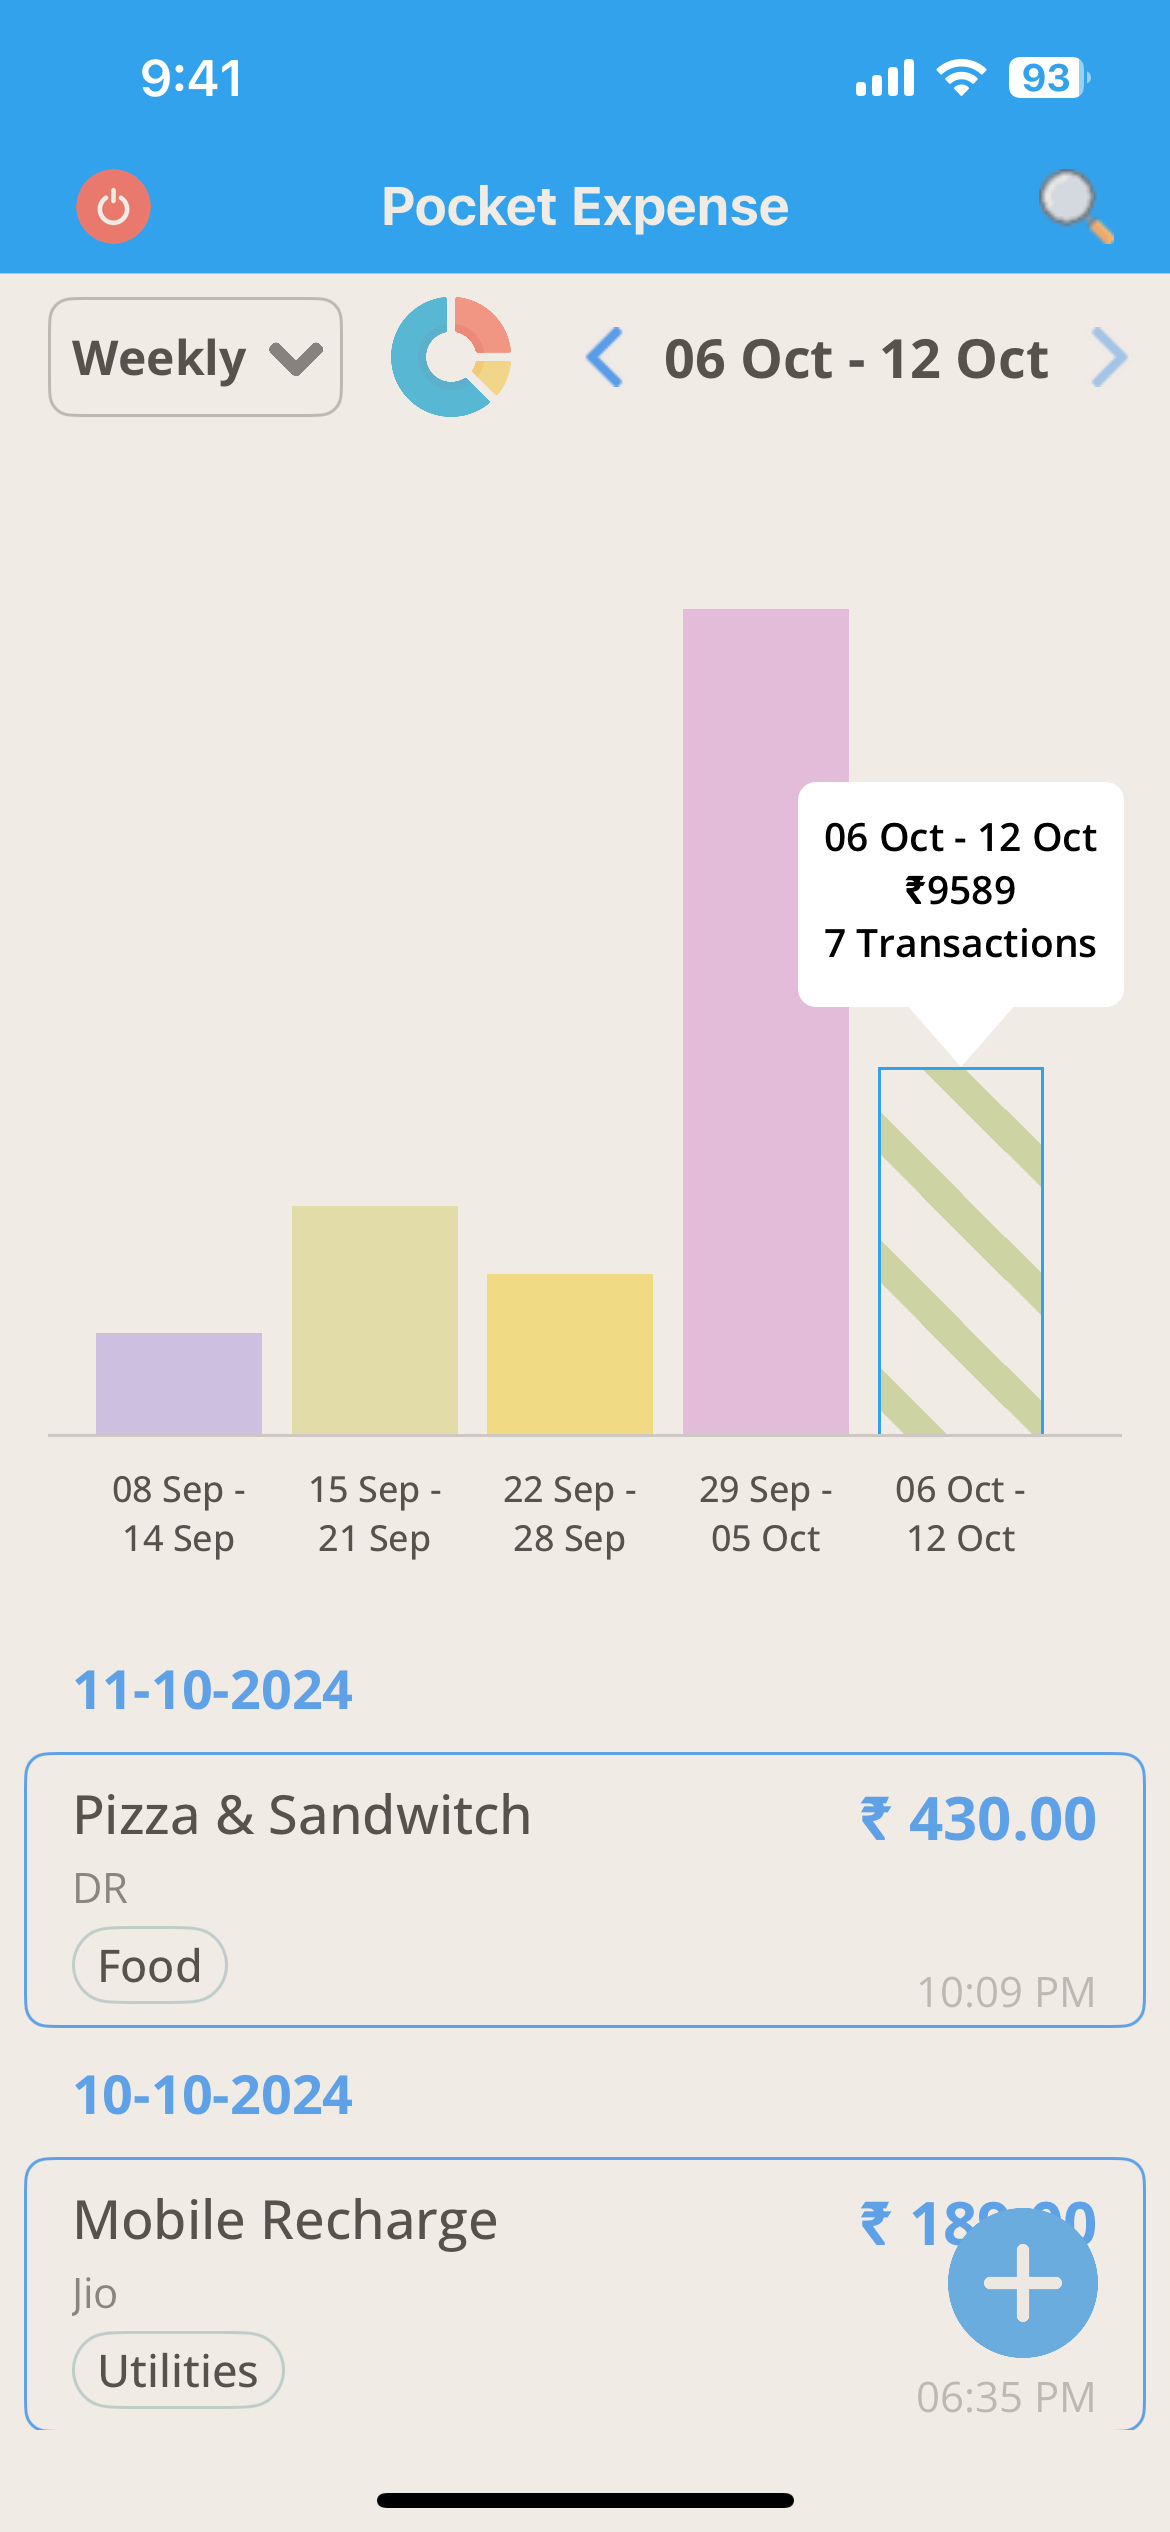 9:41
93
Pocket Expense
Weekly
06 Oct - 12 Oct
06 Oct - 12 Oct
₹9589
7 Transactions
08 Sep - 14 Sep
15 Sep - 21 Sep
22 Sep - 28 Sep
29 Sep - 05 Oct
06 Oct - 12 Oct
11-10-2024
Pizza & Sandwitch
₹ 430.00
DR
Food
10:09 PM
10-10-2024
Mobile Recharge
Jio
Utilities
06:35 PM